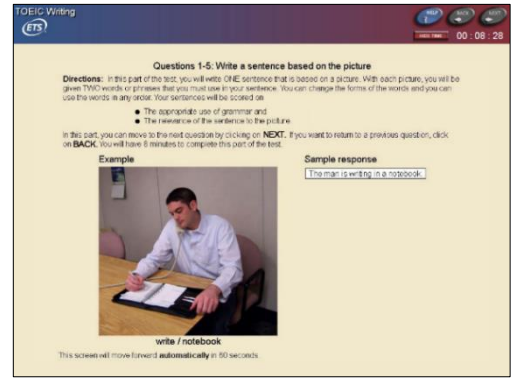 TOEIC Writing
ETS
HELP
BACK
NEXT
HIDE TIME
00 : 08 : 28
Questions 1-5: Write a sentence based on the picture
Directions: In this part of the test, you will write ONE sentence that is based on a picture. With each picture, you will be
given TWO words or phrases that you must use in your sentence. You can change the forms of the words and you can
use the words in any order. Your sentences will be scored on
● The appropriate use of grammar and
● The relevance of the sentence to the picture
In this part, you can move to the next question by clicking on NEXT. If you want to return to a previous question, click
on BACK. You will have 8 minutes to complete this part of the test.
Example
Sample response
The man is writing in a notebook.
write / notebook
This screen will move forward automatically in 60 seconds.